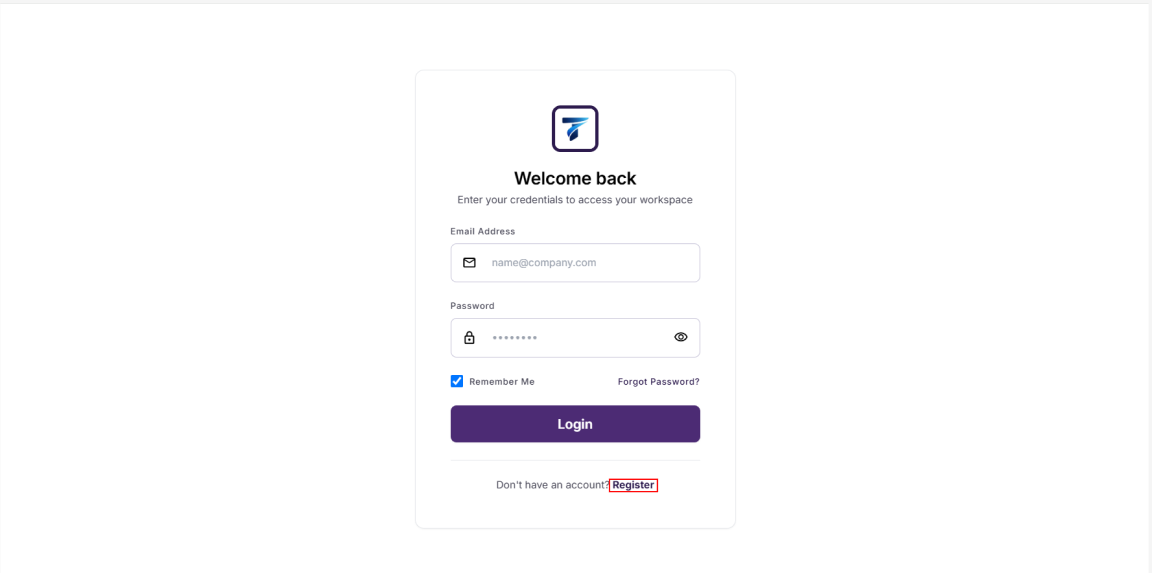 Welcome back
Enter your credentials to access your workspace
Email Address
name@company.com
Password
••••••••
Remember Me Forgot Password?
Login
Don't have an account? Register